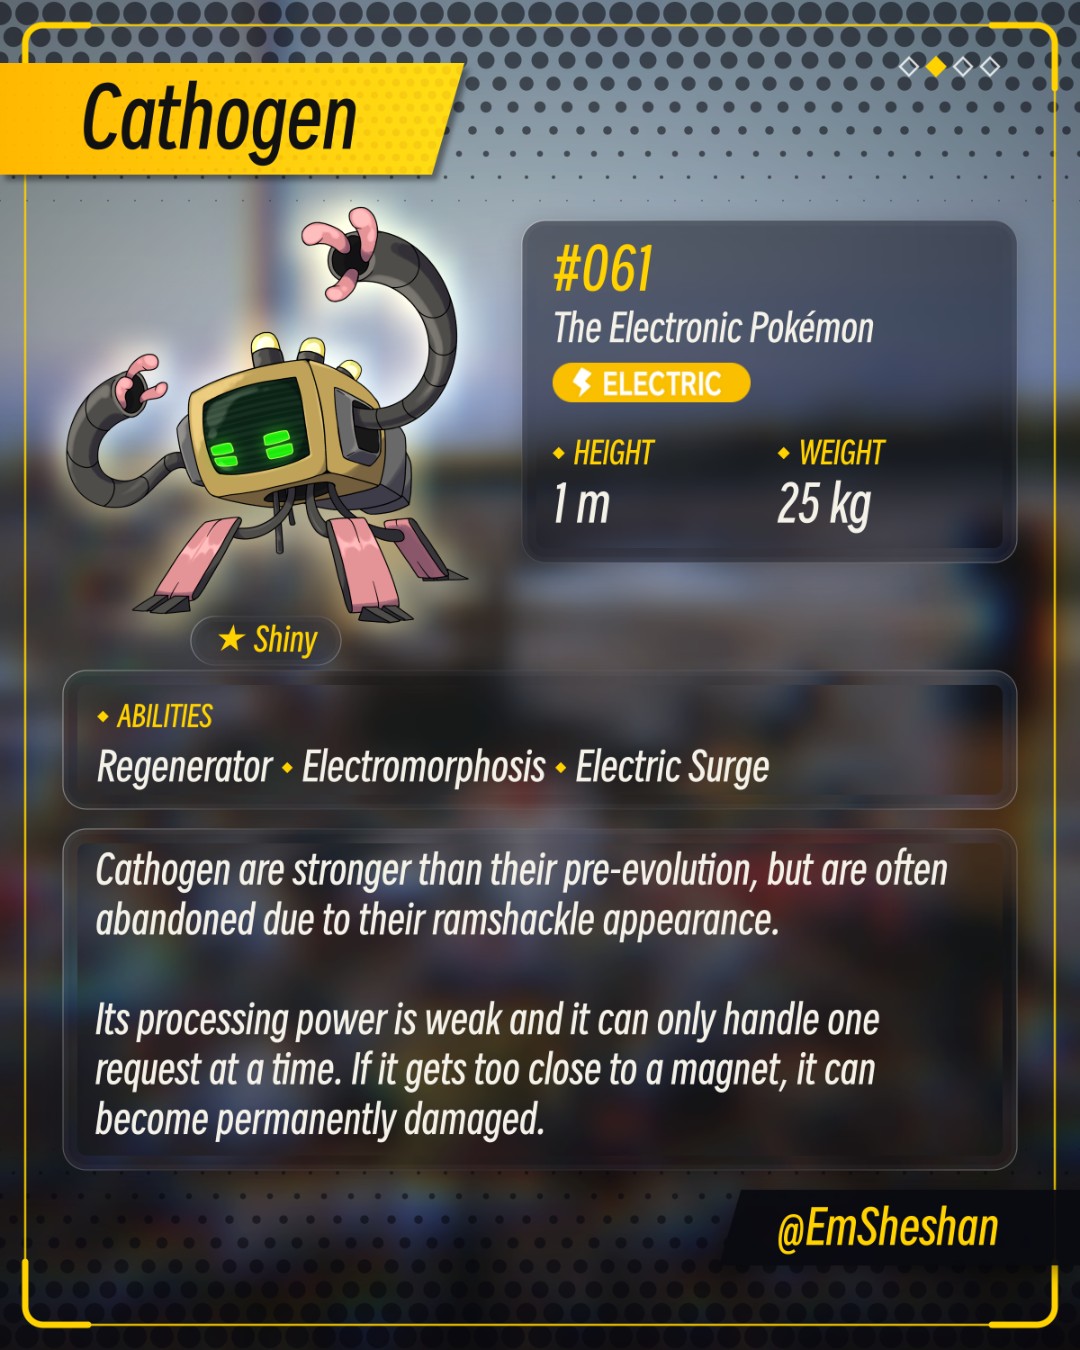 Cathogen
#061
The Electronic Pokémon
ELECTRIC
HEIGHT
WEIGHT
1 m
25 kg
Shiny
ABILITIES
Regenerator • Electromorphosis • Electric Surge
Cathogen are stronger than their pre-evolution, but are often
abandoned due to their ramshackle appearance.
Its processing power is weak and it can only handle one
request at a time. If it gets too close to a magnet, it can
become permanently damaged.
@EmSheshan